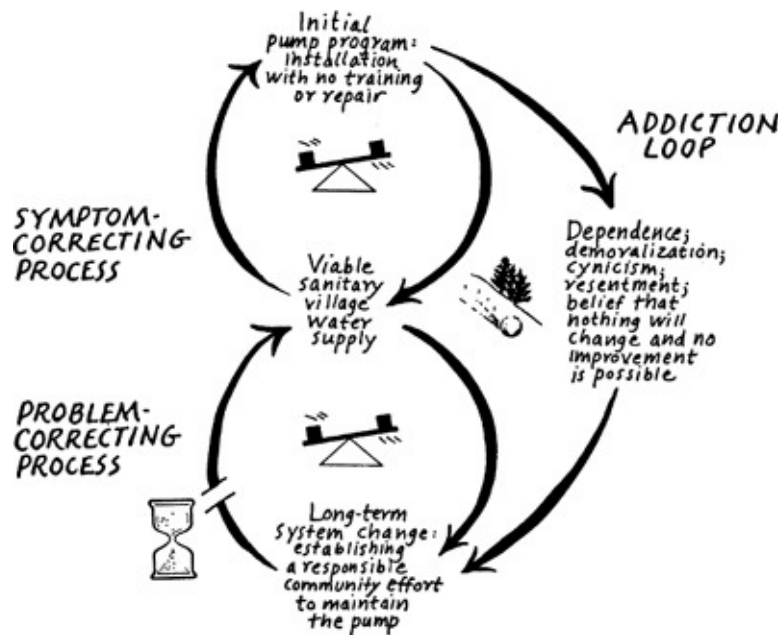 Initial
pump program:
installation
with no training
or repair
ADDICTION
LOOP
SYMPTOM-
CORRECTING
PROCESS
Viable
sanitary
village
water
supply
Dependence;
demoralization;
cynicism;
resentment;
belief that
nothing will
change and no
improvement
is possible
PROBLEM-
CORRECTING
PROCESS
Long-term
system change:
establishing
a responsible
community effort
to maintain
the pump